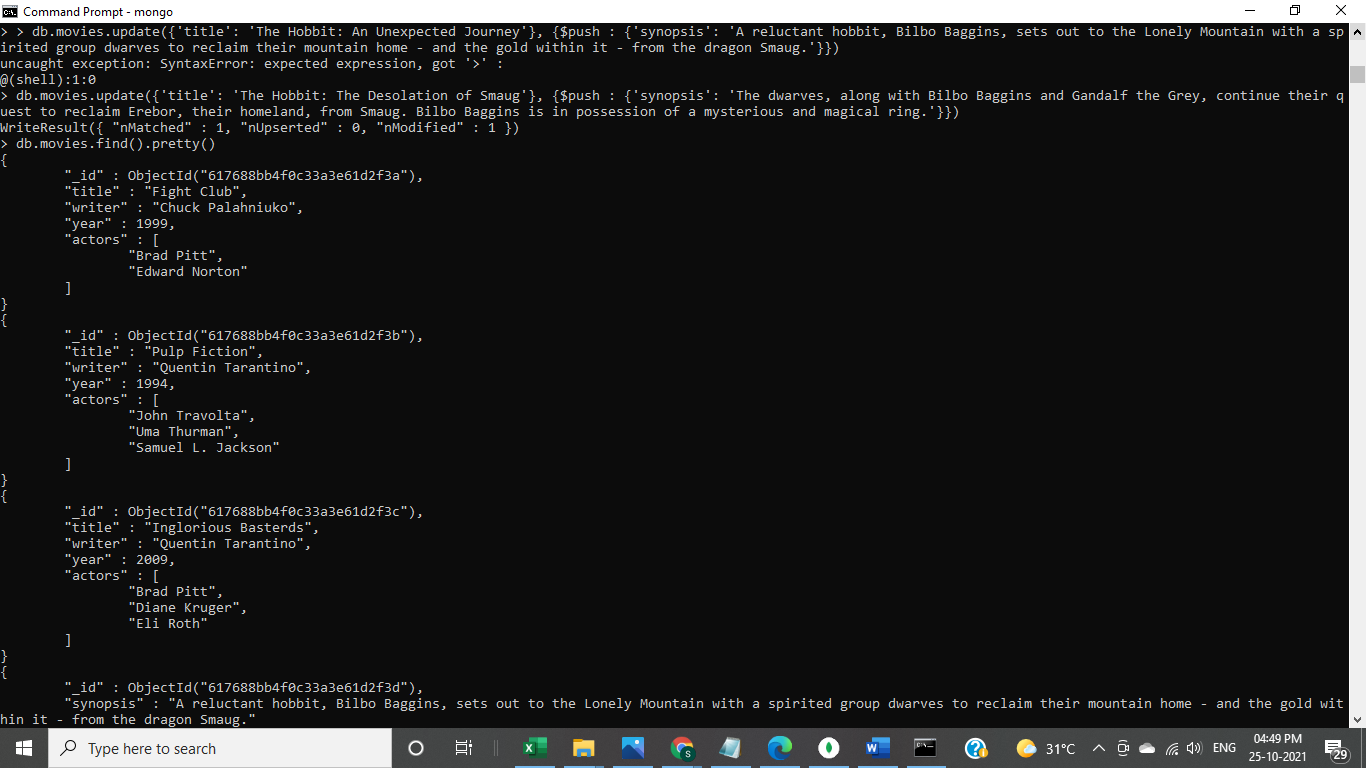 Command Prompt - mongo
> > db.movies.update({'title': 'The Hobbit: An Unexpected Journey'}, {$push : {'synopsis': 'A reluctant hobbit, Bilbo Baggins, sets out to the Lonely Mountain with a sp
irited group dwarves to reclaim their mountain home - and the gold within it - from the dragon Smaug.'}})
uncaught exception: SyntaxError: expected expression, got '>' :
@(shell):1:0
> db.movies.update({'title': 'The Hobbit: The Desolation of Smaug'}, {$push : {'synopsis': 'The dwarves, along with Bilbo Baggins and Gandalf the Grey, continue their q
uest to reclaim Erebor, their homeland, from Smaug. Bilbo Baggins is in possession of a mysterious and magical ring.'}})
WriteResult({ "nMatched" : 1, "nUpserted" : 0, "nModified" : 1 })
> db.movies.find().pretty()
{
"_id" : ObjectId("617688bb4f0c33a3e61d2f3a"),
"title" : "Fight Club",
"writer" : "Chuck Palahniuko",
"year" : 1999,
"actors" : [
"Brad Pitt",
"Edward Norton"
]
}
{
"_id" : ObjectId("617688bb4f0c33a3e61d2f3b"),
"title" : "Pulp Fiction",
"writer" : "Quentin Tarantino",
"year" : 1994,
"actors" : [
"John Travolta",
"Uma Thurman",
"Samuel L. Jackson"
]
}
{
"_id" : ObjectId("617688bb4f0c33a3e61d2f3c"),
"title" : "Inglorious Basterds",
"writer" : "Quentin Tarantino",
"year" : 2009,
"actors" : [
"Brad Pitt",
"Diane Kruger",
"Eli Roth"
]
}
{
"_id" : ObjectId("617688bb4f0c33a3e61d2f3d"),
"synopsis" : "A reluctant hobbit, Bilbo Baggins, sets out to the Lonely Mountain with a spirited group dwarves to reclaim their mountain home - and the gold wit
hin it - from the dragon Smaug."
Type here to search
31°C
ENG
04:49 PM
25-10-2021
29